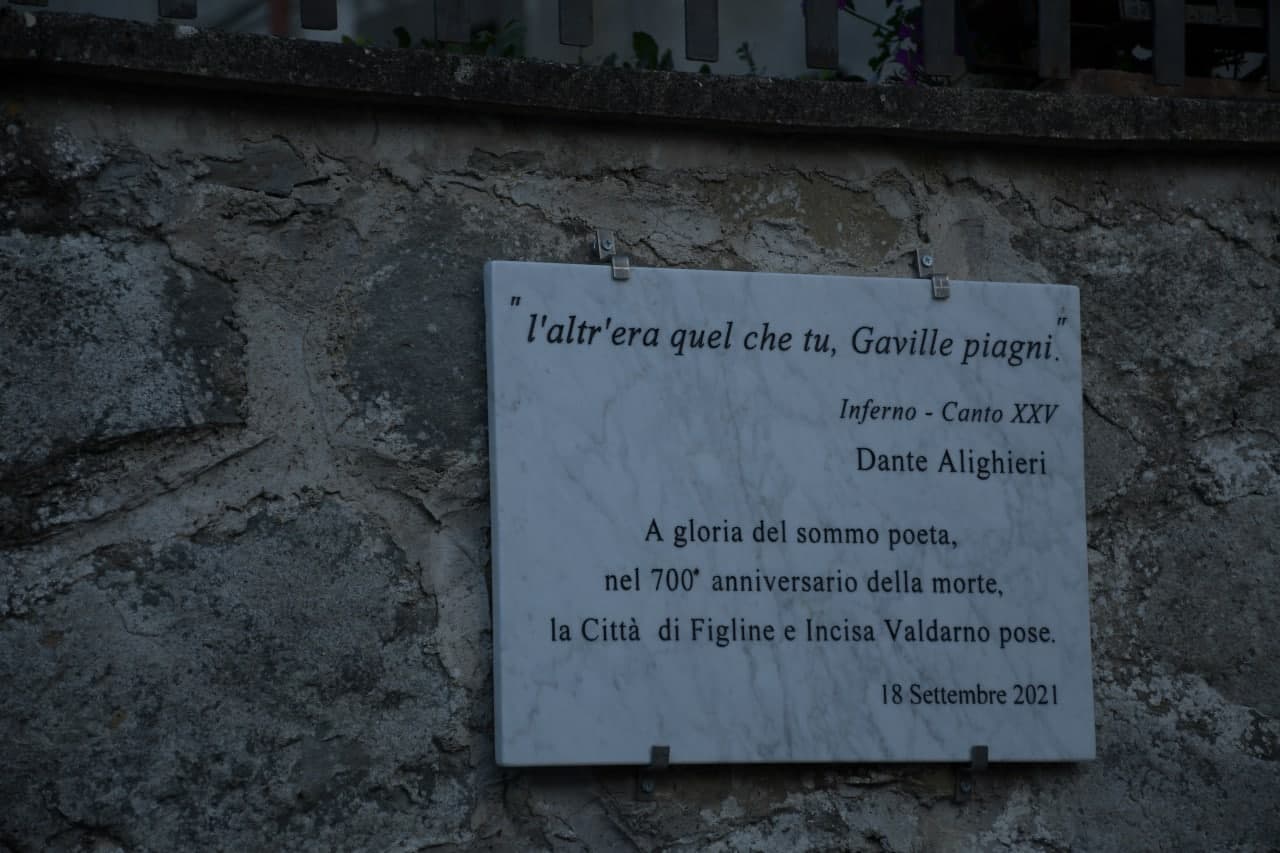 "l'altr'era quel che tu, Gaville piagni."
Inferno - Canto XXV
Dante Alighieri
A gloria del sommo poeta,
nel 700° anniversario della morte,
la Città di Figline e Incisa Valdarno pose.
18 Settembre 2021